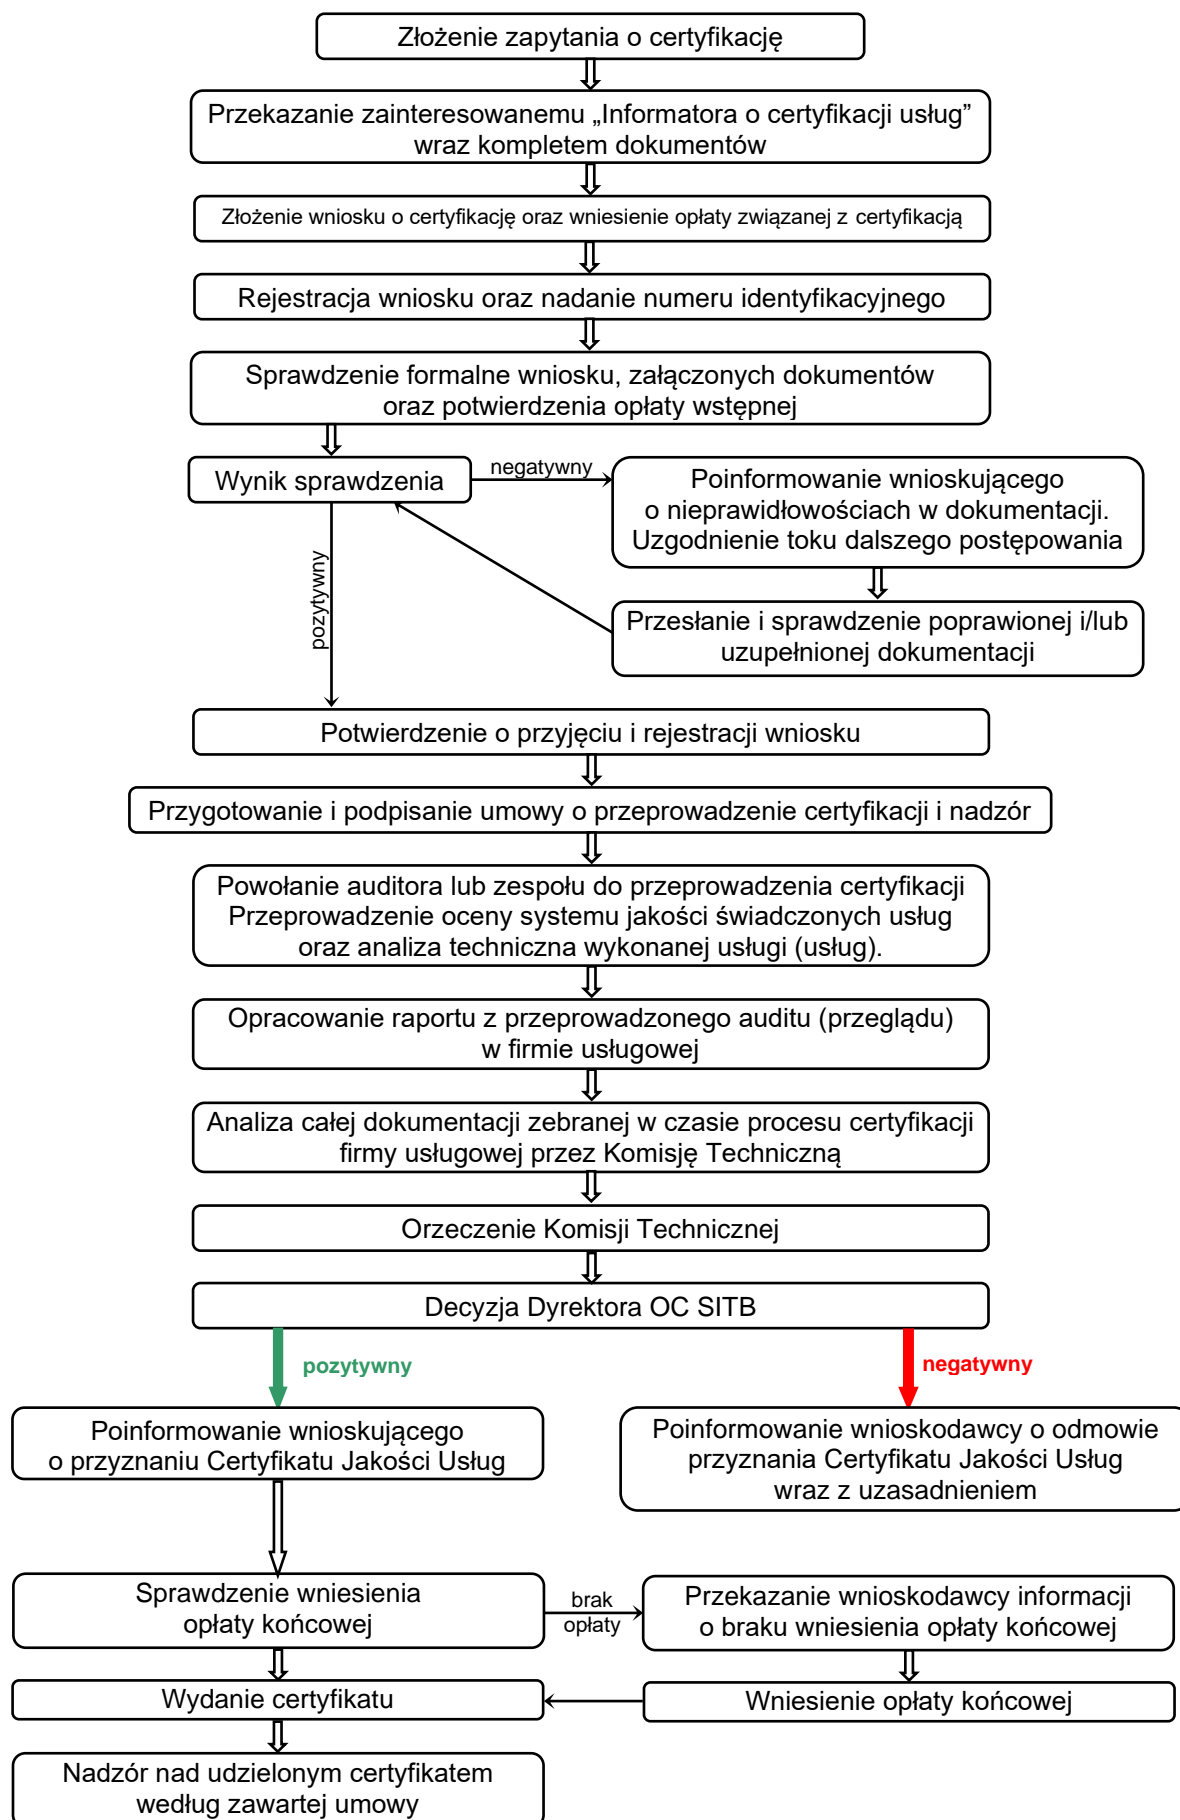 Złożenie zapytania o certyfikację
Przekazanie zainteresowanemu „Informatora o certyfikacji usług”
wraz kompletem dokumentów
Złożenie wniosku o certyfikację oraz wniesienie opłaty związanej z certyfikacją
Rejestracja wniosku oraz nadanie numeru identyfikacyjnego
Sprawdzenie formalne wniosku, załączonych dokumentów
oraz potwierdzenia opłaty wstępnej
Wynik sprawdzenia
negatywny
Poinformowanie wnioskującego
o nieprawidłowościach w dokumentacji.
Uzgodnienie toku dalszego postępowania
pozytywny
Przesłanie i sprawdzenie poprawionej i/lub
uzupełnionej dokumentacji
Potwierdzenie o przyjęciu i rejestracji wniosku
Przygotowanie i podpisanie umowy o przeprowadzenie certyfikacji i nadzór
Powołanie auditora lub zespołu do przeprowadzenia certyfikacji
Przeprowadzenie oceny systemu jakości świadczonych usług
oraz analiza techniczna wykonanej usługi (usług).
Opracowanie raportu z przeprowadzonego auditu (przeglądu)
w firmie usługowej
Analiza całej dokumentacji zebranej w czasie procesu certyfikacji
firmy usługowej przez Komisję Techniczną
Orzeczenie Komisji Technicznej
Decyzja Dyrektora OC SITB
pozytywny
negatywny
Poinformowanie wnioskującego
o przyznaniu Certyfikatu Jakości Usług
Poinformowanie wnioskodawcy o odmowie
przyznania Certyfikatu Jakości Usług
wraz z uzasadnieniem
Sprawdzenie wniesienia
opłaty końcowej
brak
opłaty
Przekazanie wnioskodawcy informacji
o braku wniesienia opłaty końcowej
Wydanie certyfikatu
Wniesienie opłaty końcowej
Nadzór nad udzielonym certyfikatem
według zawartej umowy